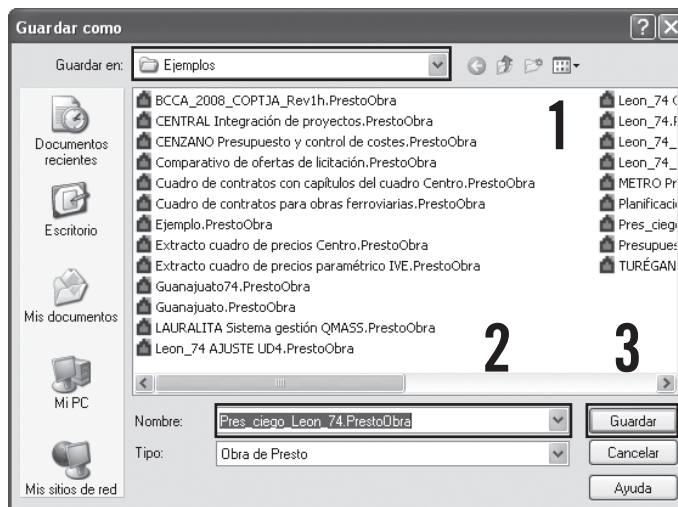 Guardar como
Guardar en: Ejemplos
Documentos recientes
Escritorio
Mis documentos
Mi PC
Mis sitios de red
BCCA_2008_COPTJA_Rev1h.PrestoObra
CENTRAL Integración de proyectos.PrestoObra
CENZANO Presupuesto y control de costes.PrestoObra
Comparativo de ofertas de licitación.PrestoObra
Cuadro de contratos con capítulos del cuadro Centro.PrestoObra
Cuadro de contratos para obras ferroviarias.PrestoObra
Ejemplo.PrestoObra
Extracto cuadro de precios Centro.PrestoObra
Extracto cuadro de precios paramétrico IVE.PrestoObra
Guanajuato74.PrestoObra
Guanajuato.PrestoObra
LAURALITA Sistema gestión QMASS.PrestoObra
Leon_74 AJUSTE UD4.PrestoObra
1
Leon_74
Leon_74.
Leon_74_
Leon_74_
METRO Pr
Planificaci
Pres_cieg
Presupues
TURÉGAN
2
3
Nombre: Pres_ciego_Leon_74.PrestoObra Guardar
Tipo: Obra de Presto Cancelar
Ayuda